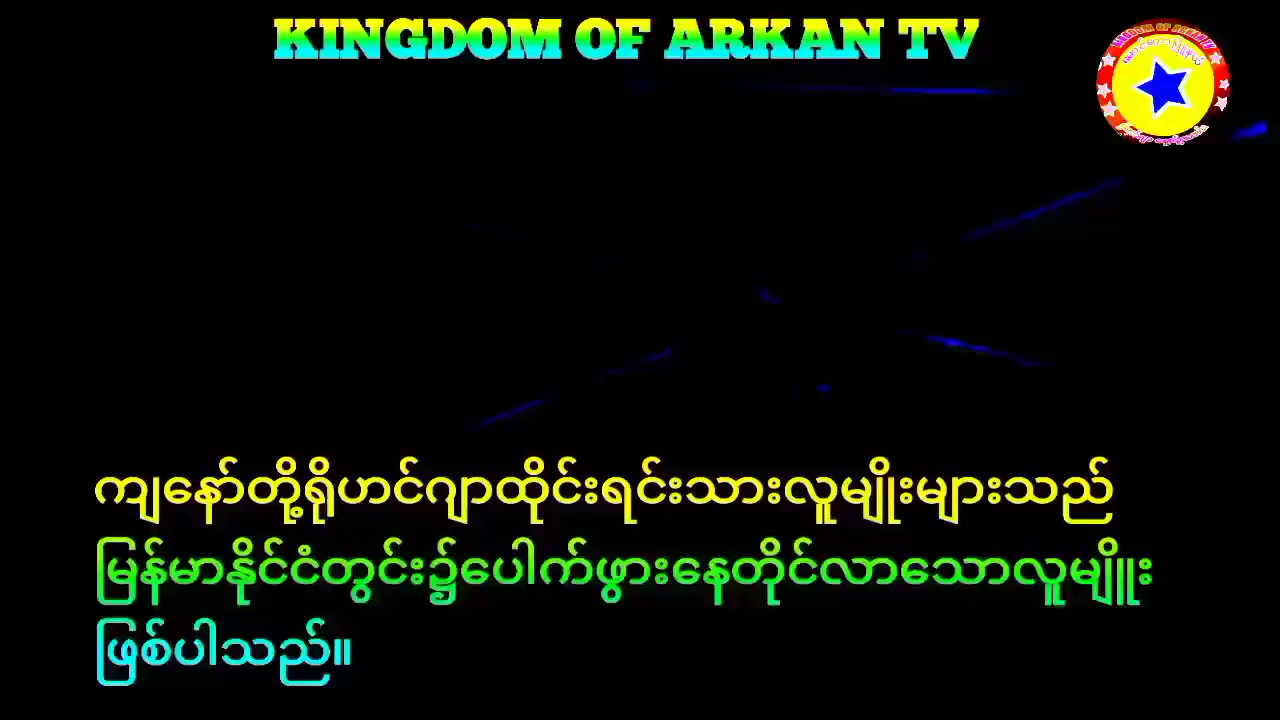 KINGDOM OF ARKAN TV
ကျနော်တို့ရိုဟင်ဂျာထိုင်းရင်းသားလူမျိုးများသည်
မြန်မာနိုင်ငံတွင်း၌ပေါက်ဖွားနေတိုင်လာသောလူမျိူး
ဖြစ်ပါသည်။